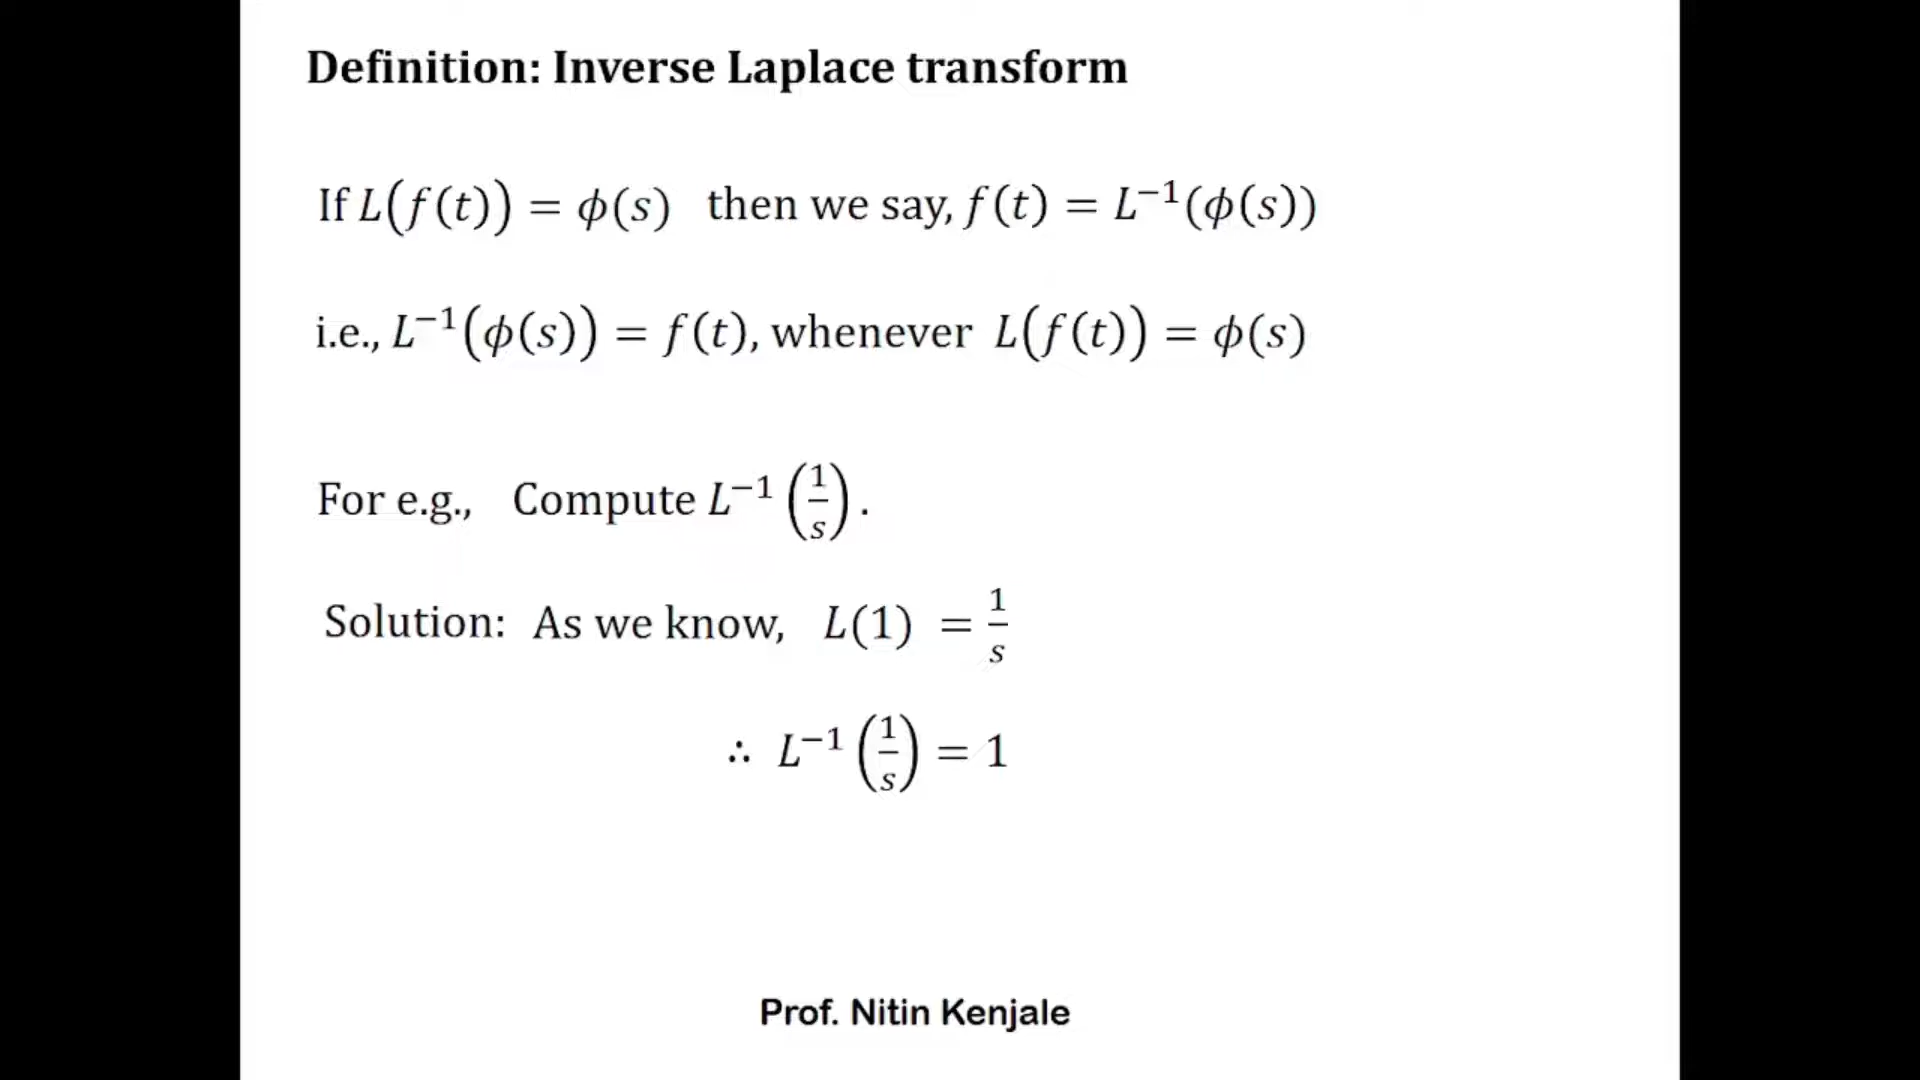 Definition: Inverse Laplace transform
If L(f(t)) = ϕ(s) then we say, f(t) = L⁻¹(ϕ(s))
i.e., L⁻¹(ϕ(s)) = f(t), whenever L(f(t)) = ϕ(s)
For e.g., Compute L⁻¹(1/s).
Solution: As we know, L(1) = 1/s
∴ L⁻¹(1/s) = 1
Prof. Nitin Kenjale